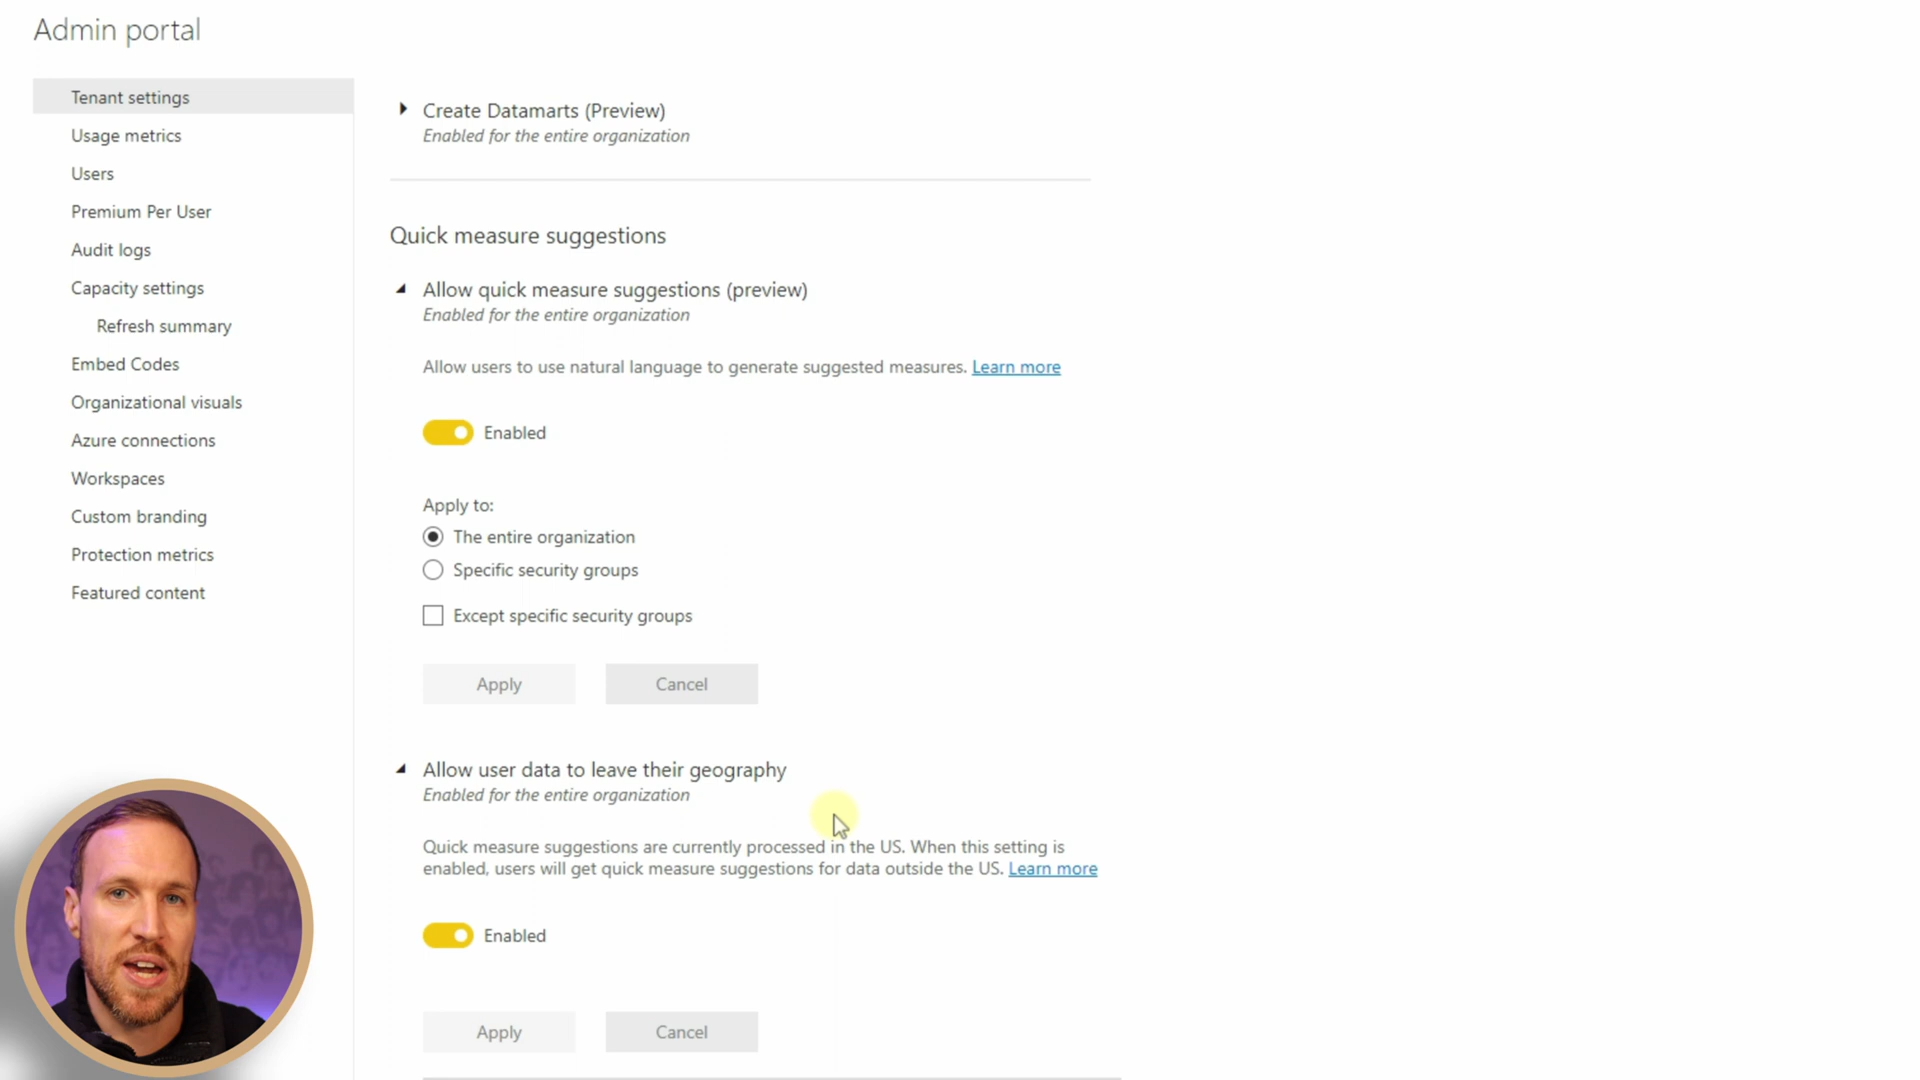 Admin portal
Tenant settings
Usage metrics
Users
Premium Per User
Audit logs
Capacity settings
Refresh summary
Embed Codes
Organizational visuals
Azure connections
Workspaces
Custom branding
Protection metrics
Featured content
Create Datamarts (Preview)
Enabled for the entire organization
Quick measure suggestions
Allow quick measure suggestions (preview)
Enabled for the entire organization
Allow users to use natural language to generate suggested measures. Learn more
Enabled
Apply to:
The entire organization
Specific security groups
Except specific security groups
Apply Cancel
Allow user data to leave their geography
Enabled for the entire organization
Quick measure suggestions are currently processed in the US. When this setting is
enabled, users will get quick measure suggestions for data outside the US. Learn more
Enabled
Apply Cancel